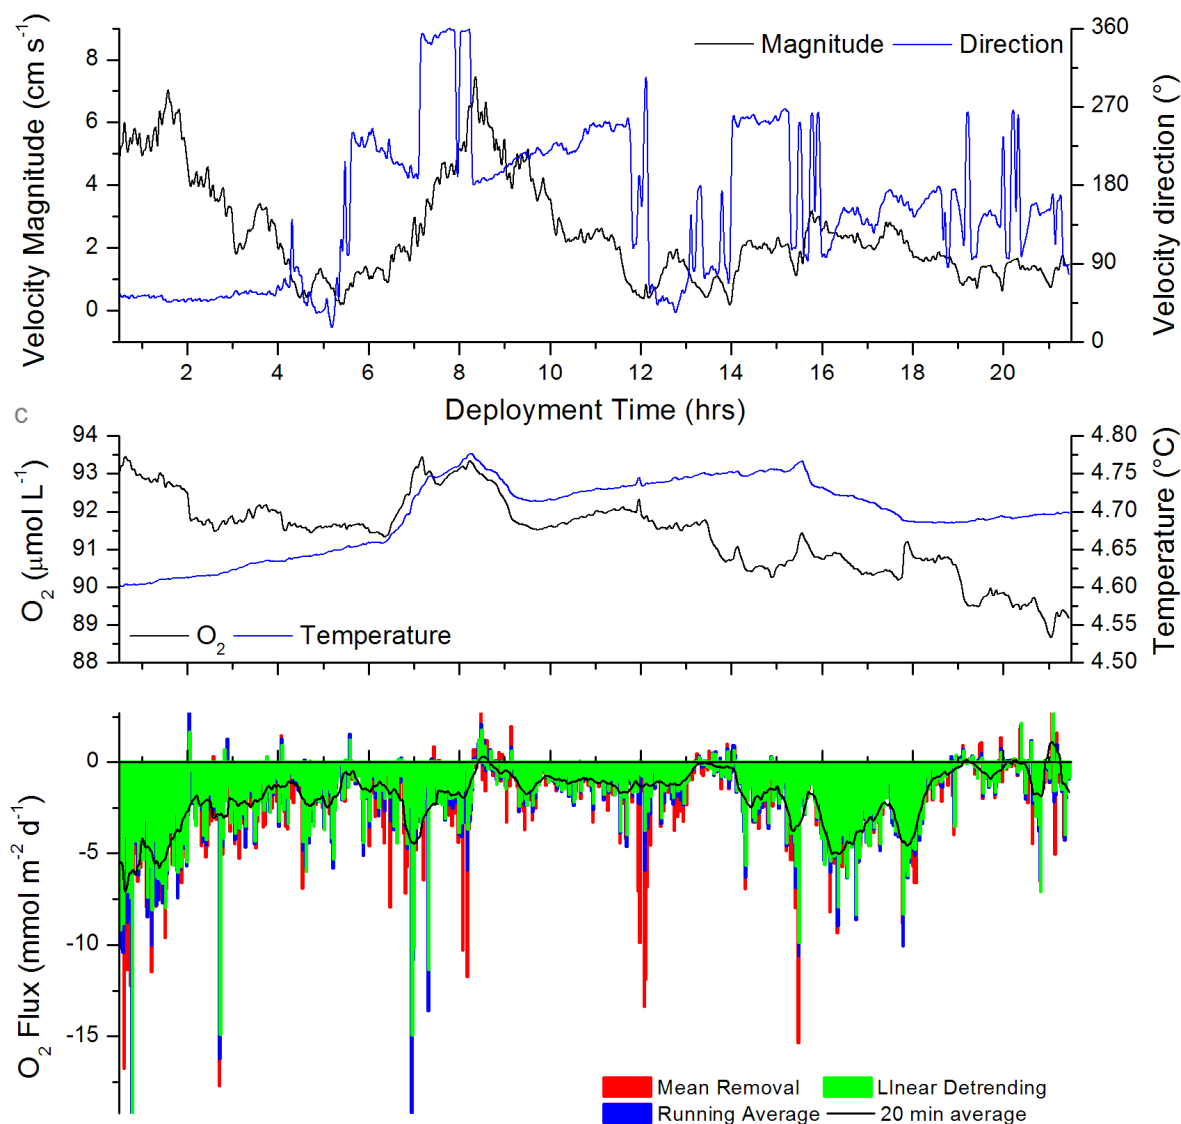 Magnitude Direction
Velocity Magnitude (cm s⁻¹)
8
6
4
2
0
360
270
180
90
0
Velocity direction (°)
2 4 6 8 10 12 14 16 18 20
Deployment Time (hrs)
c
O₂ (μmol L⁻¹)
94
93
92
91
90
89
88
4.80
4.75
4.70
4.65
4.60
4.55
4.50
Temperature (°C)
O₂ Temperature
O₂ Flux (mmol m⁻² d⁻¹)
0
-5
-10
-15
Mean Removal LInear Detrending
Running Average 20 min average